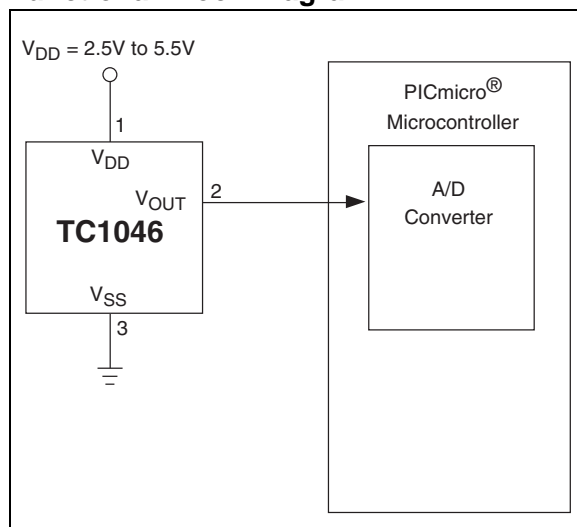 V_DD = 2.5V to 5.5V
1
V_DD
V_OUT
2
TC1046
V_SS
3
PICmicro®
Microcontroller
A/D
Converter